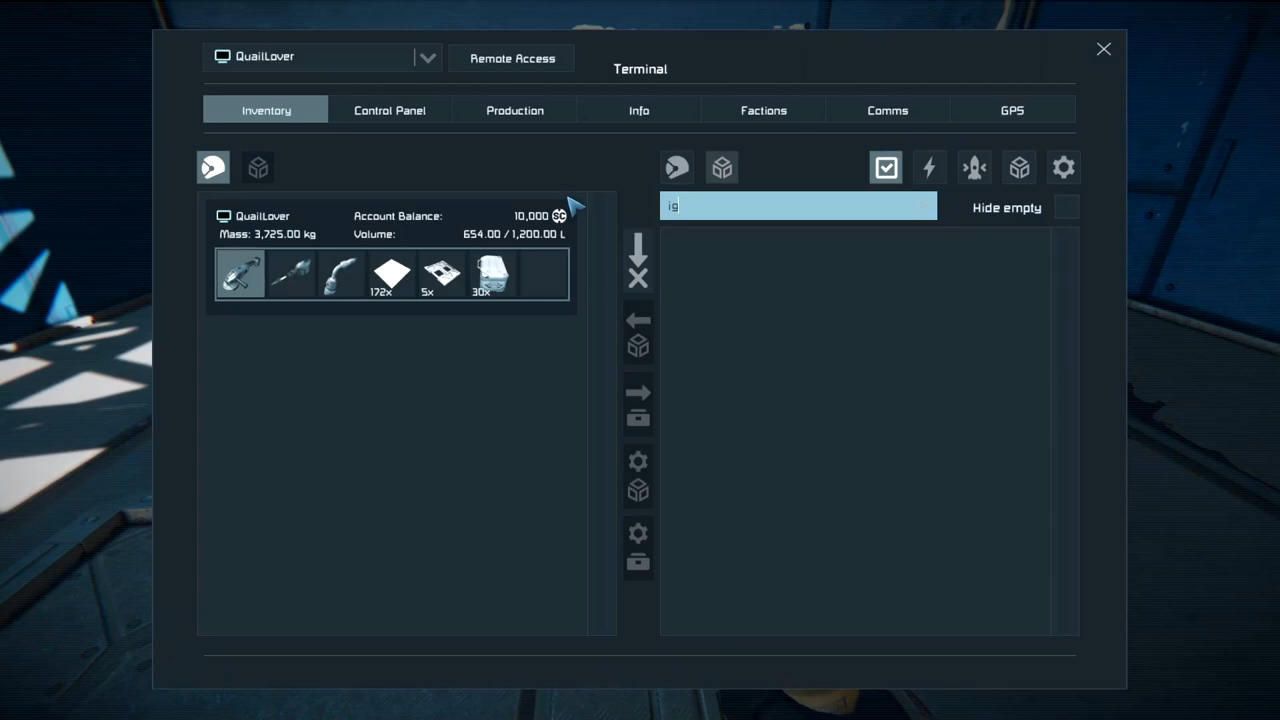 QuailLover
Remote Access
Terminal
Inventory
Control Panel
Production
Info
Factions
Comms
GPS
ig
Hide empty
QuailLover
Account Balance:
10,000 SC
Mass: 3,725.00 kg
Volume:
654.00 / 1,200.00 L
172x
5x
30x